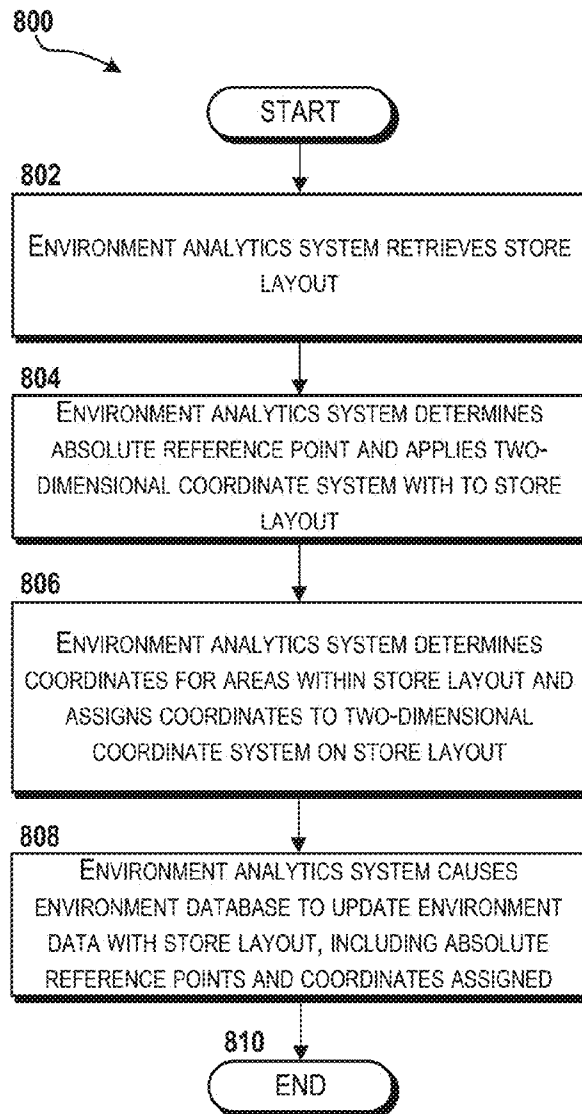 800
START
802
ENVIRONMENT ANALYTICS SYSTEM RETRIEVES STORE
LAYOUT
804
ENVIRONMENT ANALYTICS SYSTEM DETERMINES
ABSOLUTE REFERENCE POINT AND APPLIES TWO-
DIMENSIONAL COORDINATE SYSTEM WITH TO STORE
LAYOUT
806
ENVIRONMENT ANALYTICS SYSTEM DETERMINES
COORDINATES FOR AREAS WITHIN STORE LAYOUT AND
ASSIGNS COORDINATES TO TWO-DIMENSIONAL
COORDINATE SYSTEM ON STORE LAYOUT
808
ENVIRONMENT ANALYTICS SYSTEM CAUSES
ENVIRONMENT DATABASE TO UPDATE ENVIRONMENT
DATA WITH STORE LAYOUT, INCLUDING ABSOLUTE
REFERENCE POINTS AND COORDINATES ASSIGNED
810
END